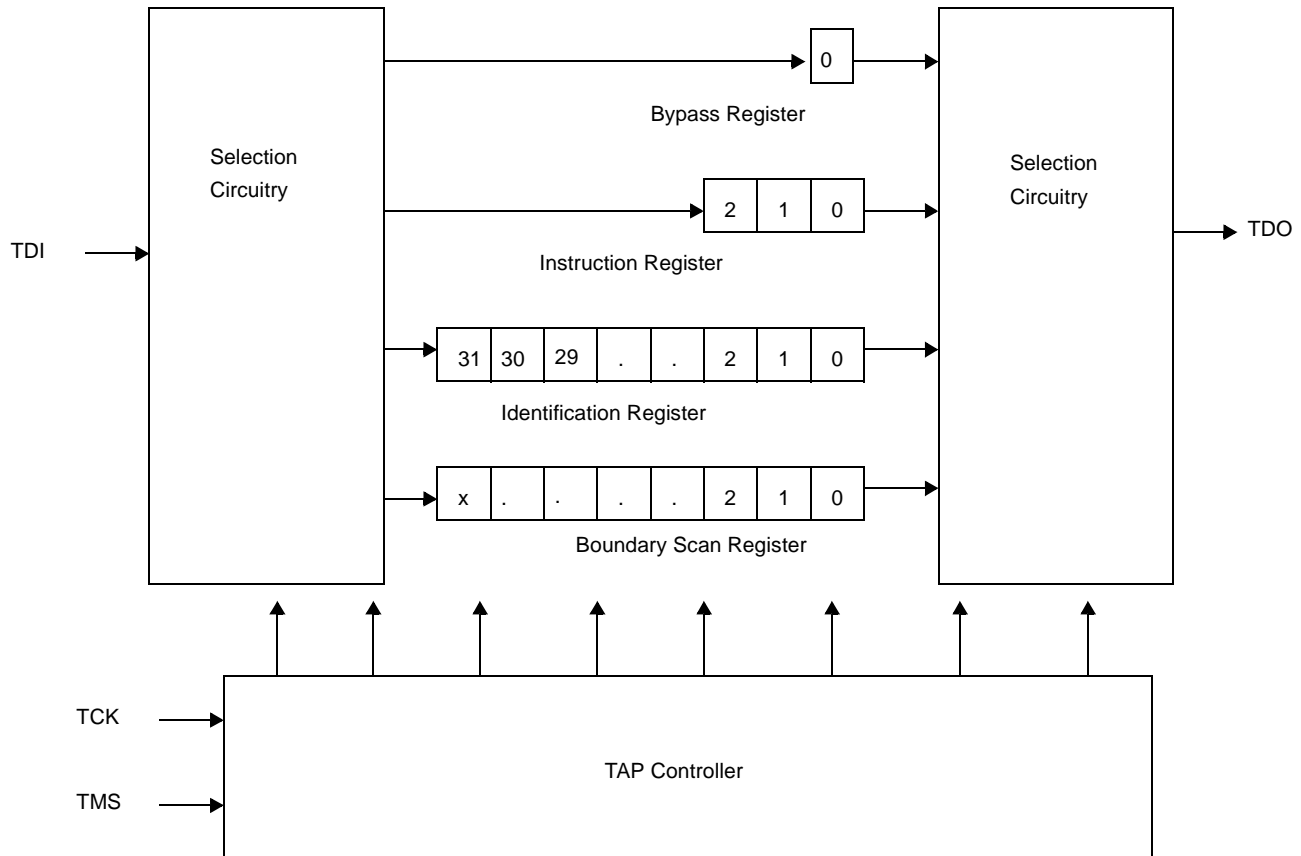 0
Bypass Register
Selection
Circuitry
Selection
Circuitry
2 1 0
TDI
TDO
Instruction Register
31 30 29 . . 2 1 0
Identification Register
x . . . . 2 1 0
Boundary Scan Register
TCK
TAP Controller
TMS